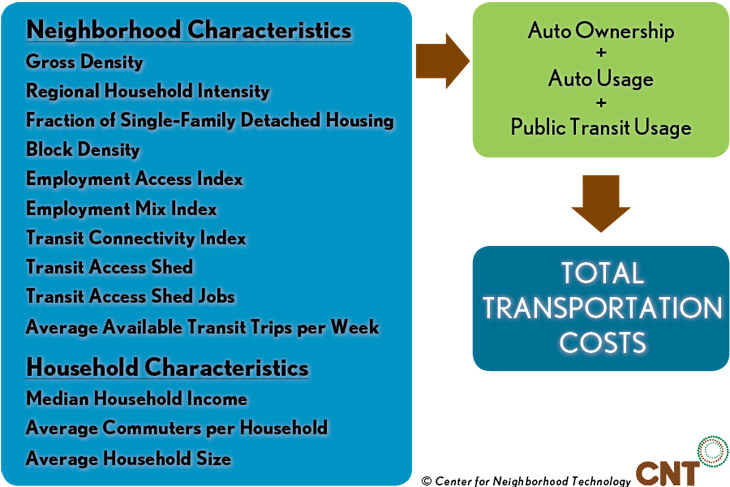 Neighborhood Characteristics
Gross Density
Regional Household Intensity
Fraction of Single-Family Detached Housing
Block Density
Employment Access Index
Employment Mix Index
Transit Connectivity Index
Transit Access Shed
Transit Access Shed Jobs
Average Available Transit Trips per Week
Household Characteristics
Median Household Income
Average Commuters per Household
Average Household Size
Auto Ownership
+
Auto Usage
+
Public Transit Usage
TOTAL
TRANSPORTATION
COSTS
© Center for Neighborhood Technology CNT